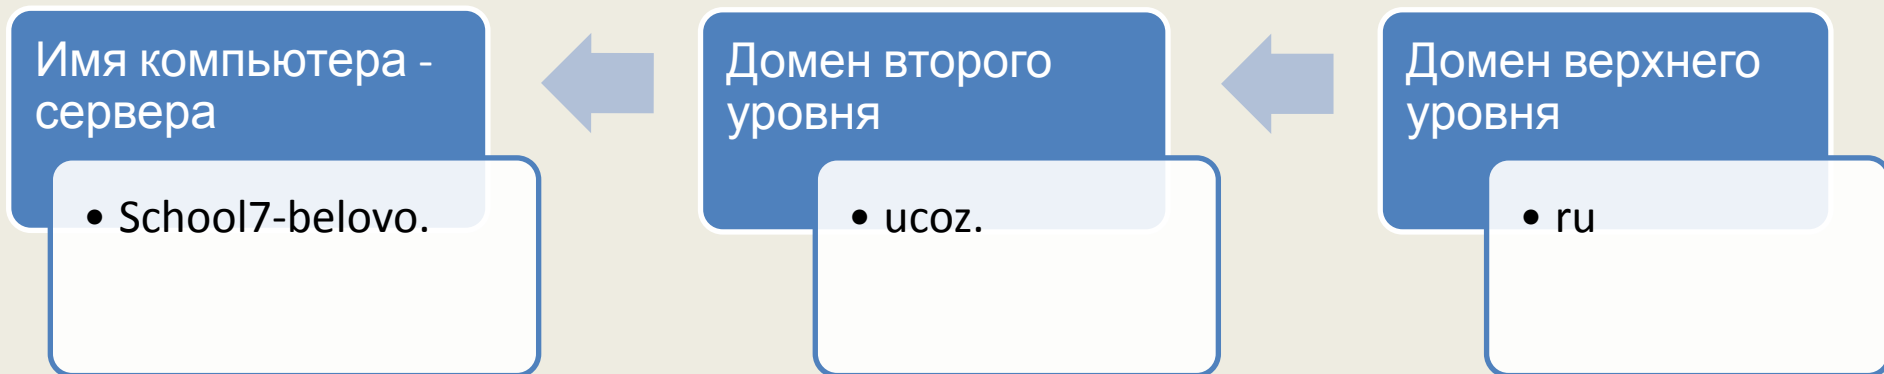 Имя компьютера -
сервера
• School7-belovo.
Домен второго
уровня
• ucoz.
Домен верхнего
уровня
• ru